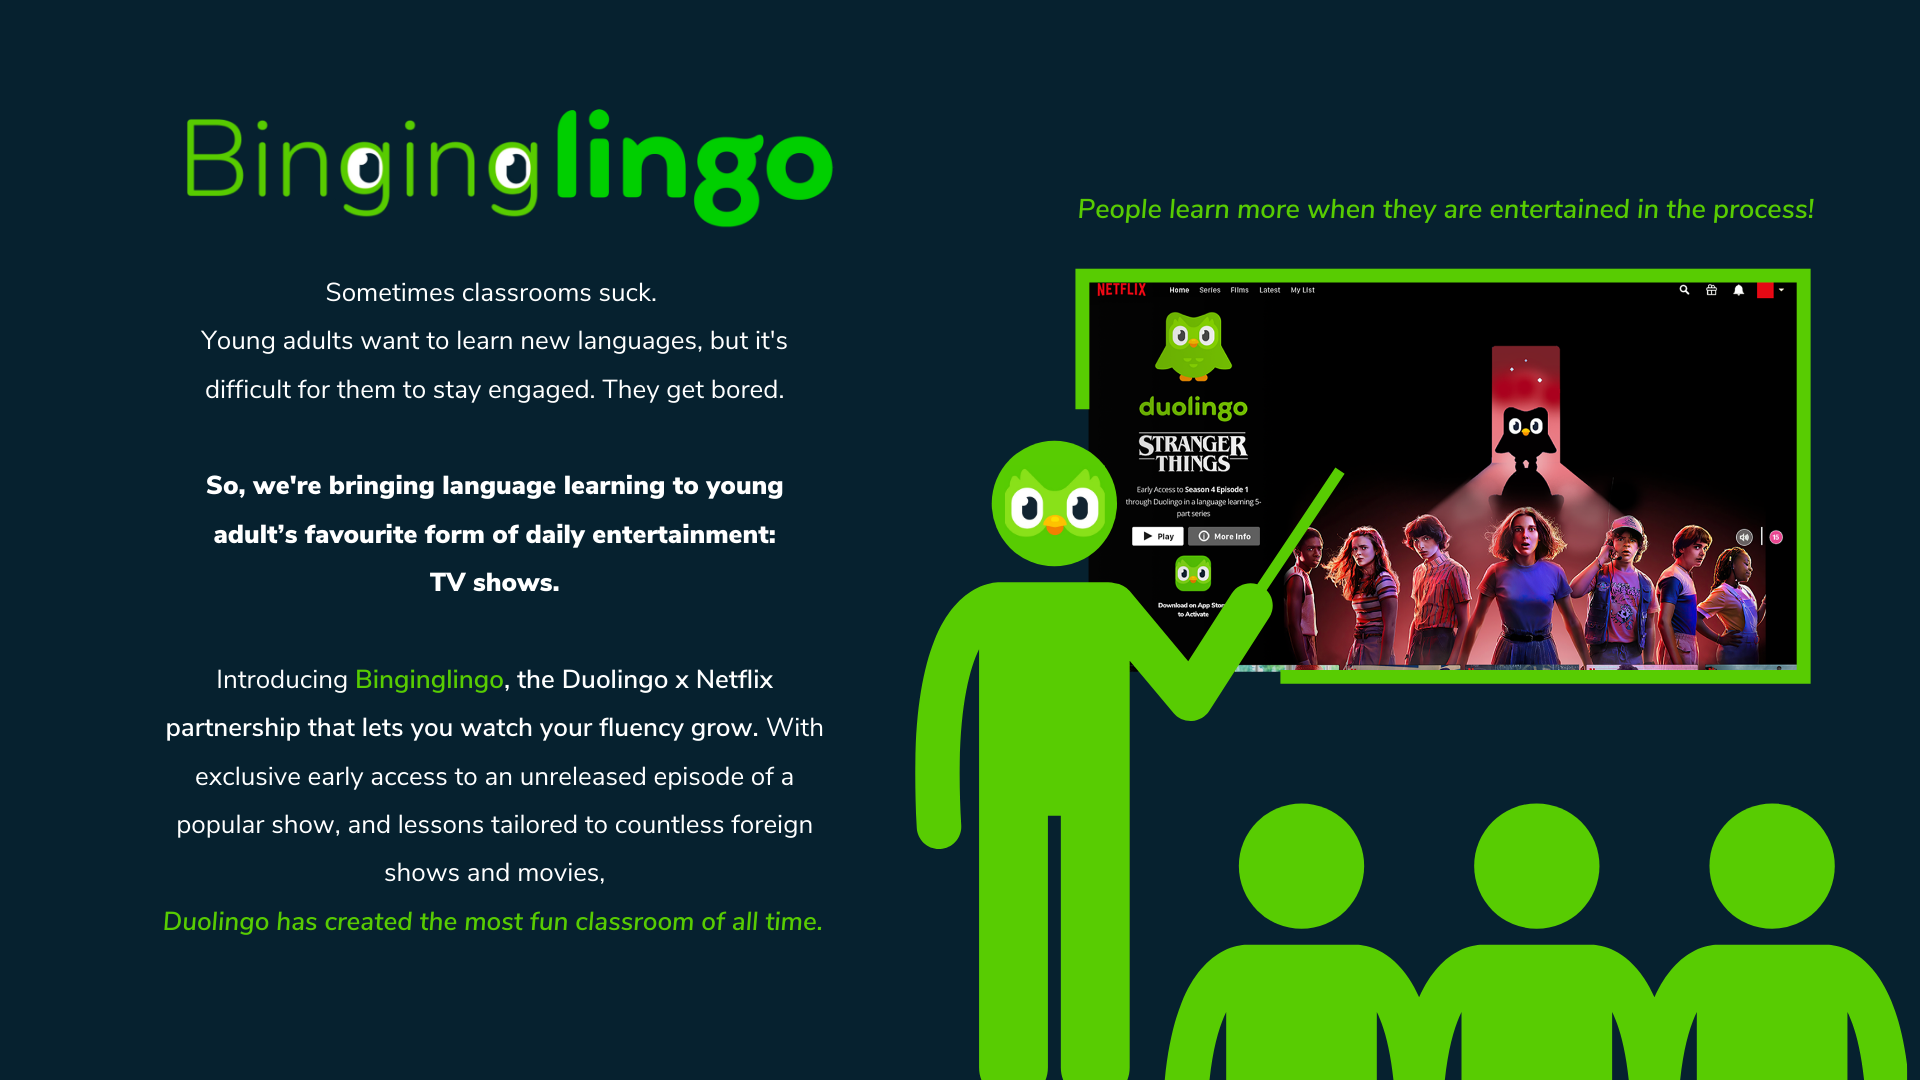 Binginglingo
Sometimes classrooms suck.
Young adults want to learn new languages, but it's
difficult for them to stay engaged. They get bored.
So, we're bringing language learning to young
adult’s favourite form of daily entertainment:
TV shows.
Introducing Binginglingo, the Duolingo x Netflix
partnership that lets you watch your fluency grow. With
exclusive early access to an unreleased episode of a
popular show, and lessons tailored to countless foreign
shows and movies,
Duolingo has created the most fun classroom of all time.
People learn more when they are entertained in the process!
NETFLIX Home Series Films Latest My List
duolingo
STRANGER
THINGS
Early Access to Season 4 Episode 1
through Duolingo in a language learning 5-
part series
Play More Info
15
Download on App Stor
to Activate